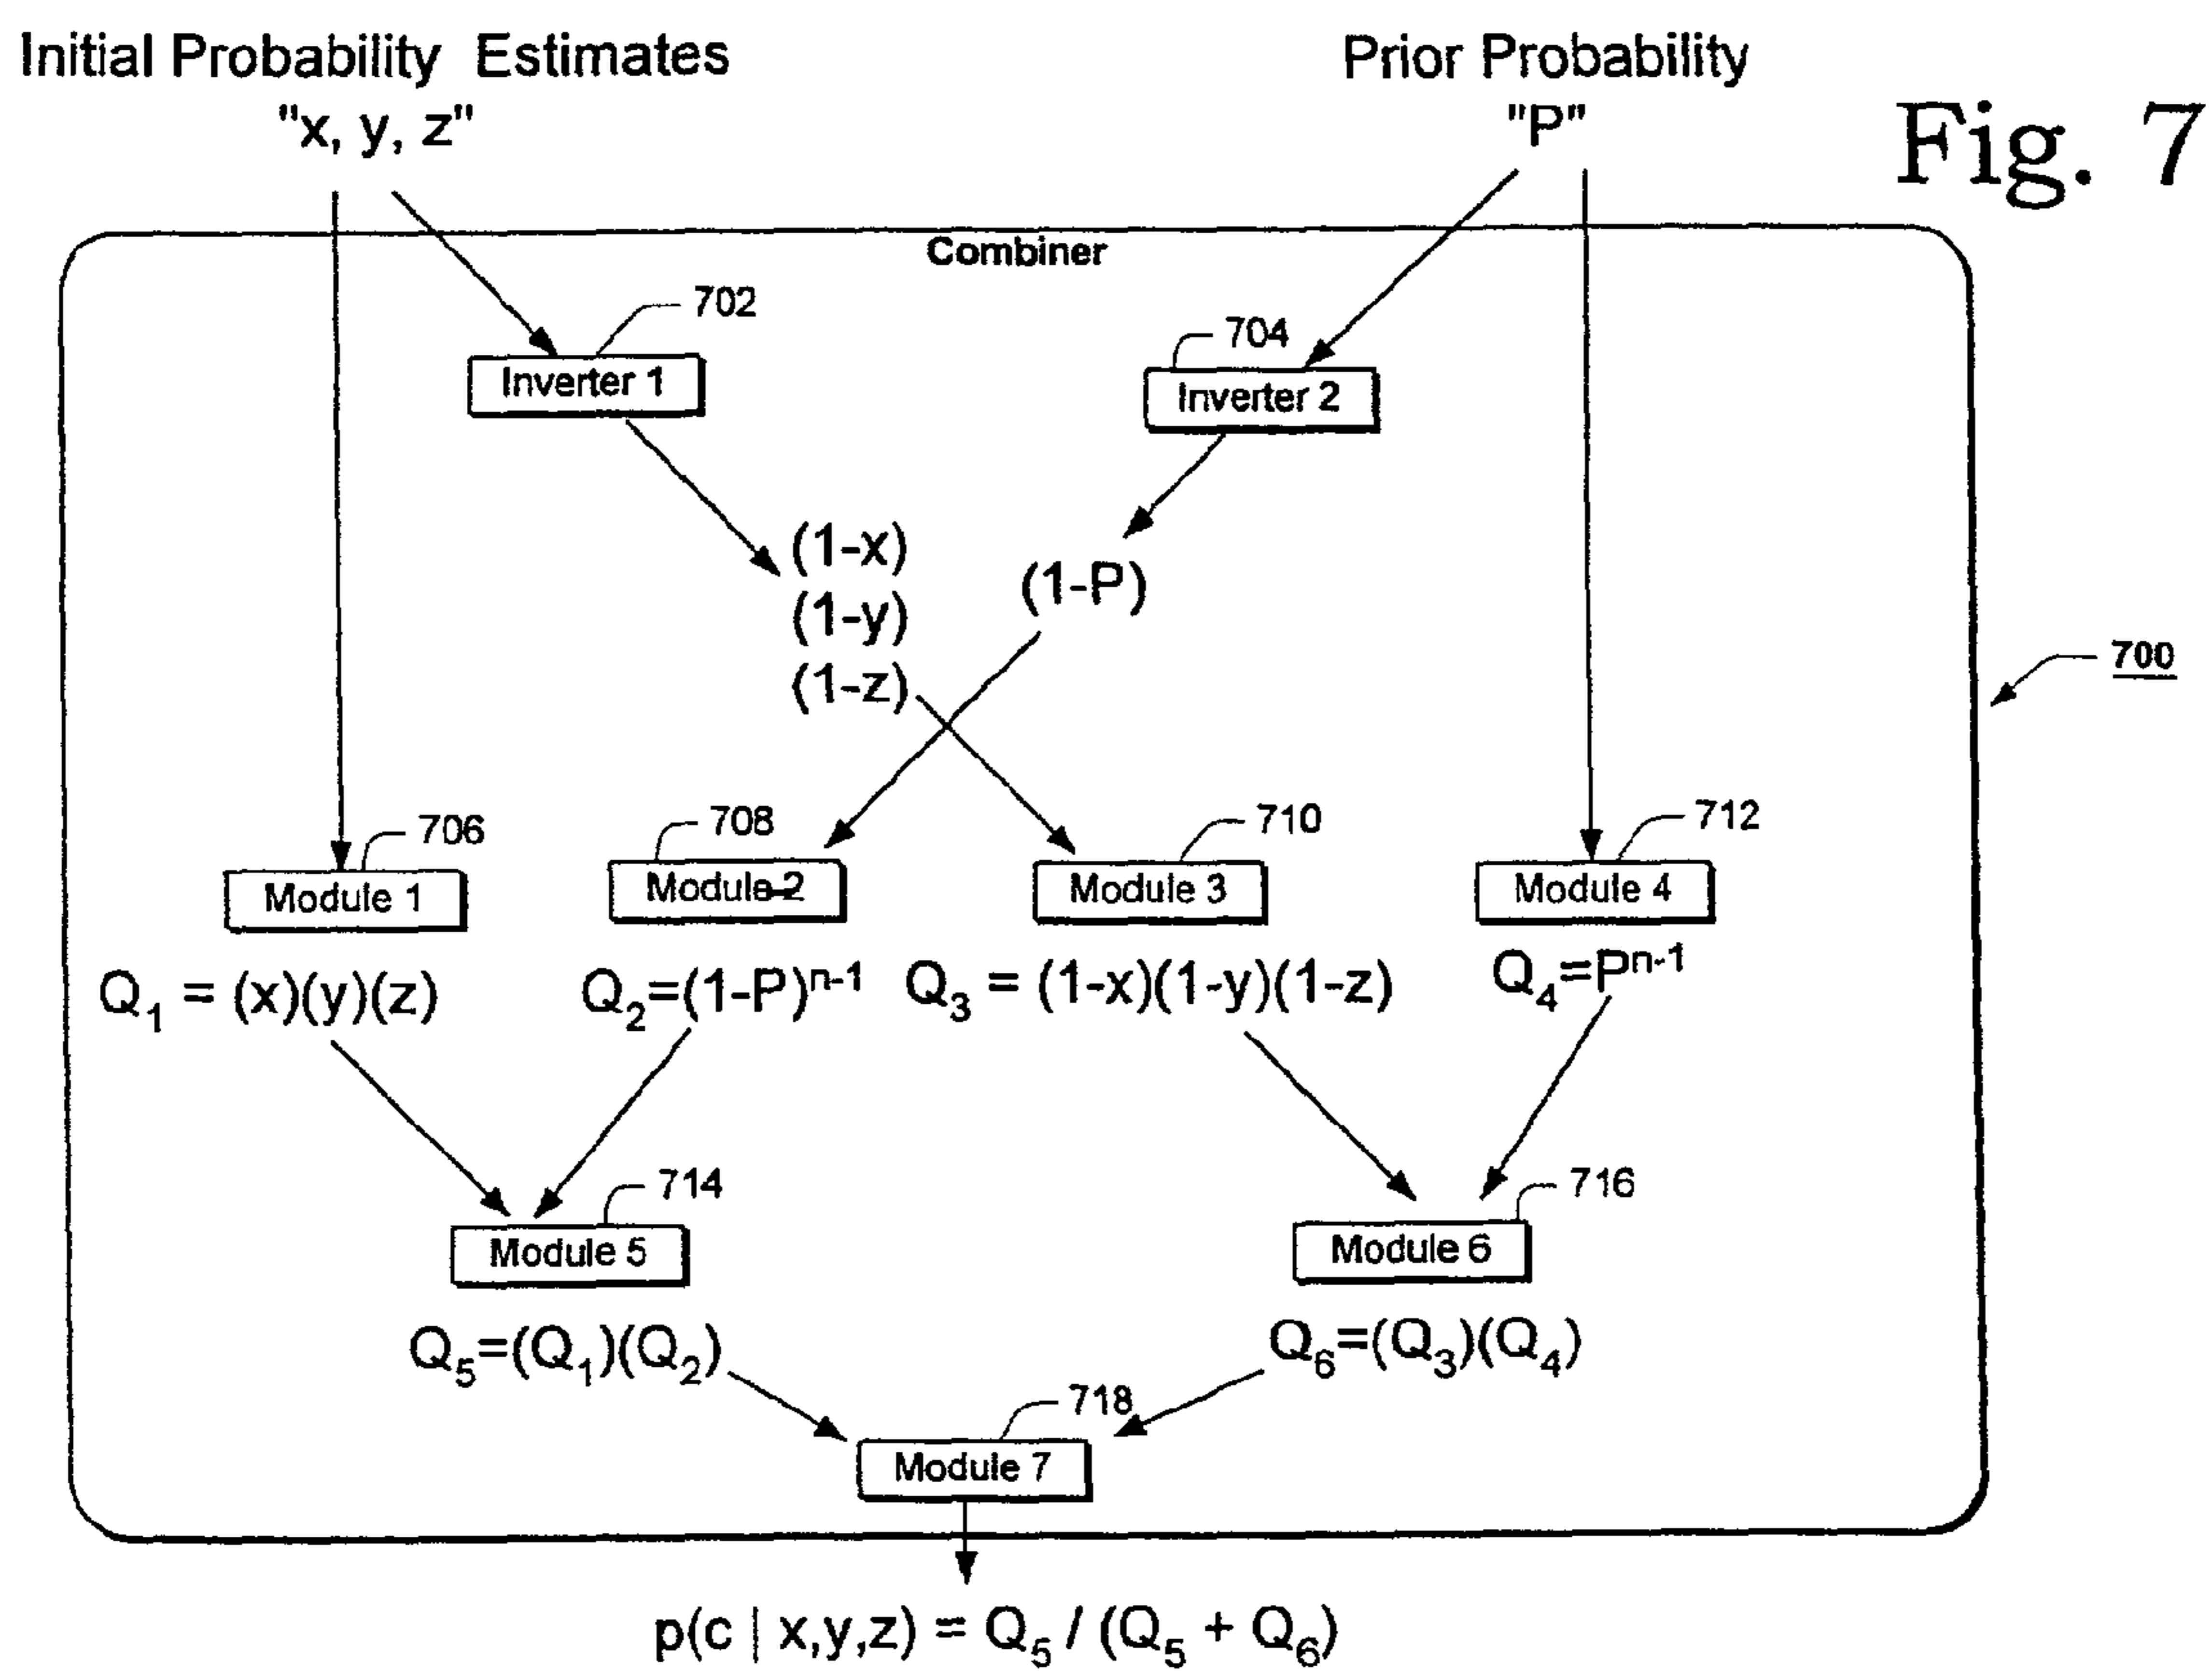 Initial Probability Estimates
"x, y, z"
Prior Probability
"P"
Fig. 7
Combiner
702
Inverter 1
704
Inverter 2
(1-x)
(1-y)
(1-z)
(1-P)
700
706
Module 1
708
Module 2
710
Module 3
712
Module 4
Q₁ = (x)(y)(z)
Q₂=(1-P)ⁿ⁻¹
Q₃ = (1-x)(1-y)(1-z)
Q₄=Pⁿ⁻¹
714
Module 5
716
Module 6
Q₅=(Q₁)(Q₂)
Q₆=(Q₃)(Q₄)
718
Module 7
p(c | x,y,z) = Q₅ / (Q₅ + Q₆)